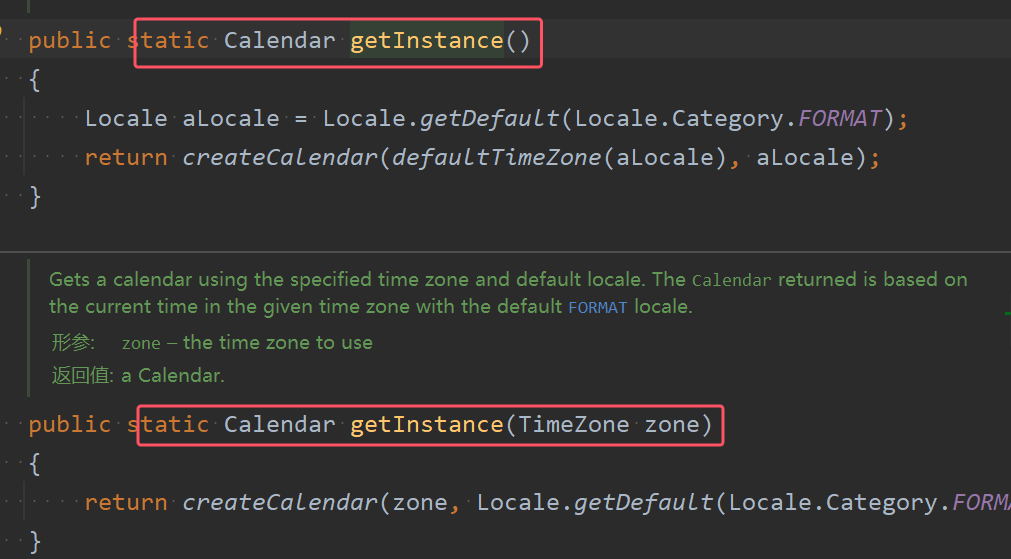 public static Calendar getInstance()
{
Locale aLocale = Locale.getDefault(Locale.Category.FORMAT);
return createCalendar(defaultTimeZone(aLocale), aLocale);
}
Gets a calendar using the specified time zone and default locale. The Calendar returned is based on
the current time in the given time zone with the default FORMAT locale.
形参: zone – the time zone to use
返回值: a Calendar.
public static Calendar getInstance(TimeZone zone)
{
return createCalendar(zone, Locale.getDefault(Locale.Category.
}